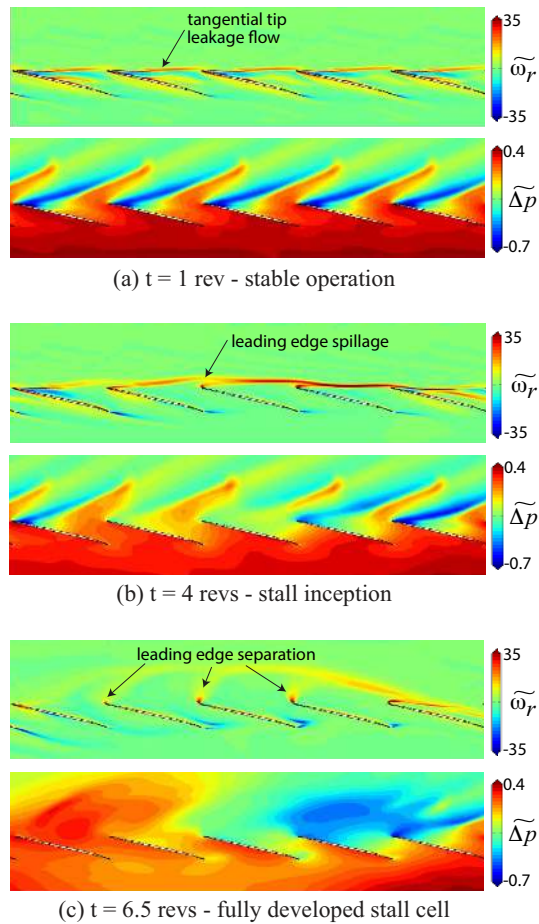 tangential tip
leakage flow
35
ω̃r
-35
0.4
Δ̃p
-0.7
(a) t = 1 rev - stable operation
leading edge spillage
35
ω̃r
-35
0.4
Δ̃p
-0.7
(b) t = 4 revs - stall inception
leading edge separation
35
ω̃r
-35
0.4
Δ̃p
-0.7
(c) t = 6.5 revs - fully developed stall cell